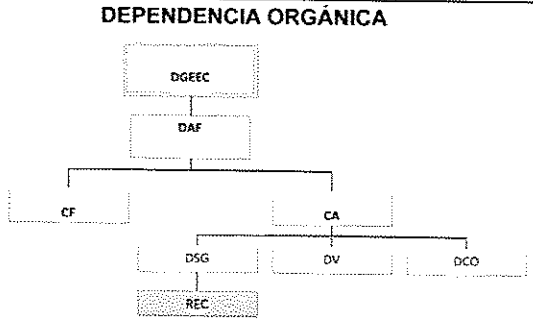 DEPENDENCIA ORGÁNICA
DGEEC
DAF
CF
CA
DSG
DV
DCO
REC